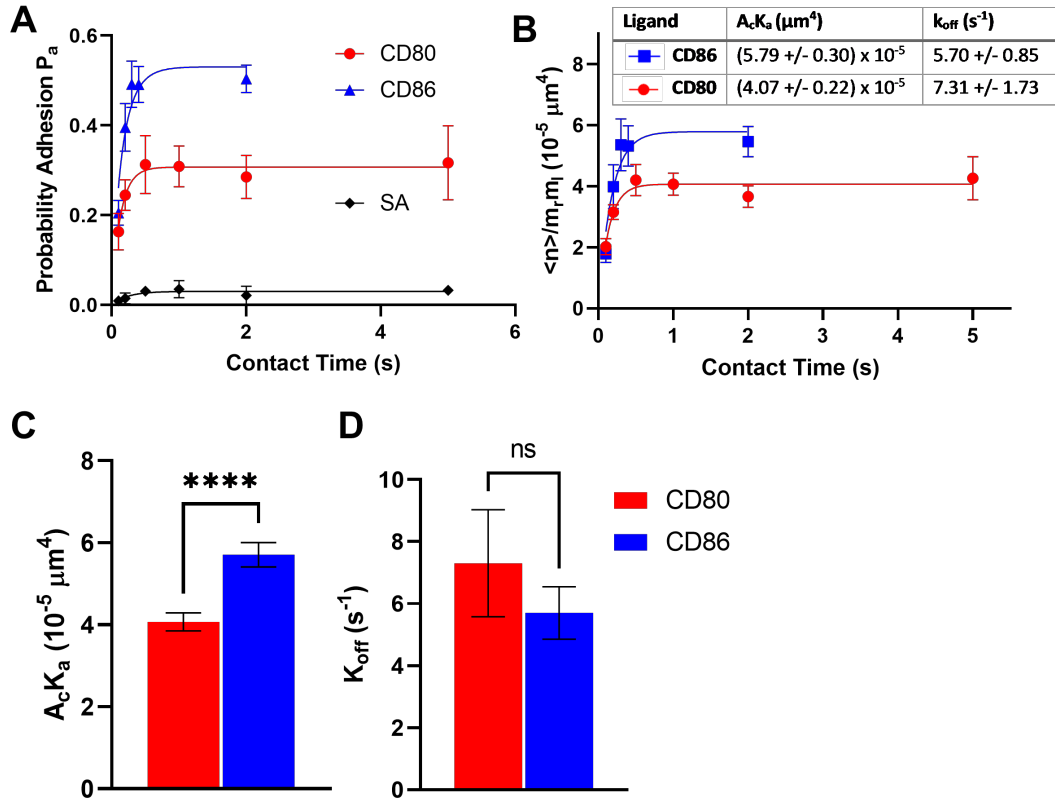 A
Probability Adhesion Pa
0.6
0.4
0.2
0.0
0
2
4
6
Contact Time (s)
CD80
CD86
SA
B
<n>/mrml (10-5 μm4)
8
6
4
2
0
0
1
2
3
4
5
Contact Time (s)
Ligand AcKa (μm4) koff (s-1)
CD86 (5.79 +/- 0.30) x 10-5 5.70 +/- 0.85
CD80 (4.07 +/- 0.22) x 10-5 7.31 +/- 1.73
C
AcKa (10-5 μm4)
8
6
4
2
0
****
D
Koff (s-1)
10
8
6
4
2
0
ns
CD80
CD86